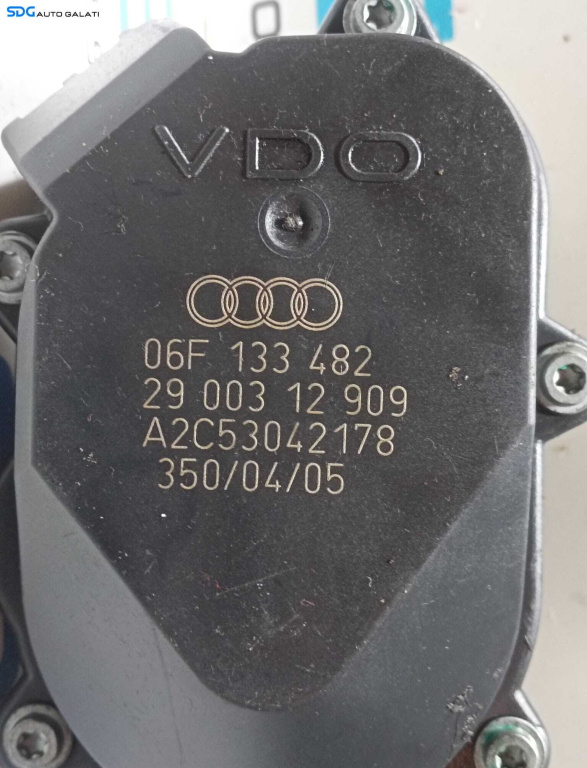 SDG AUTO GALATI
VDO
06F 133 482
29 003 12 909
A2C53042178
350/04/05